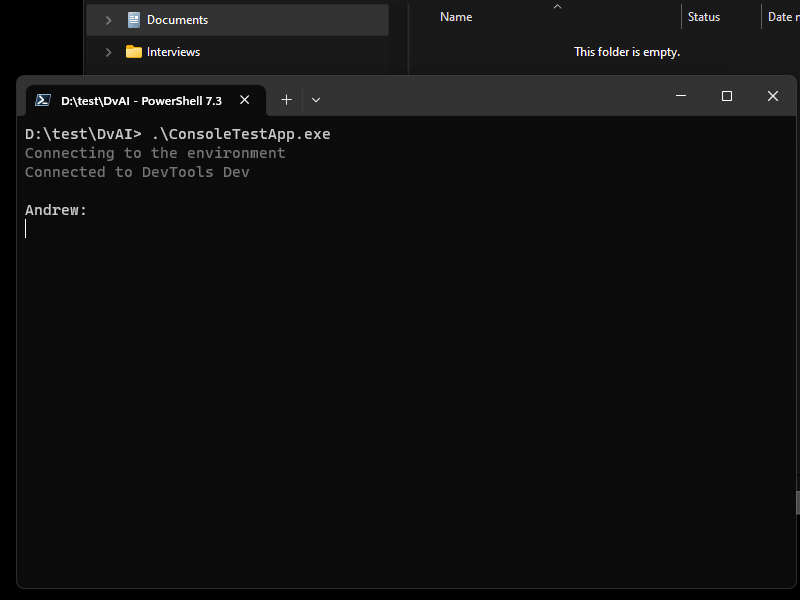 Documents
Interviews
Name
Status
Date
This folder is empty.
D:\test\DvAI - PowerShell 7.3
D:\test\DvAI> .\ConsoleTestApp.exe
Connecting to the environment
Connected to DevTools Dev
Andrew: